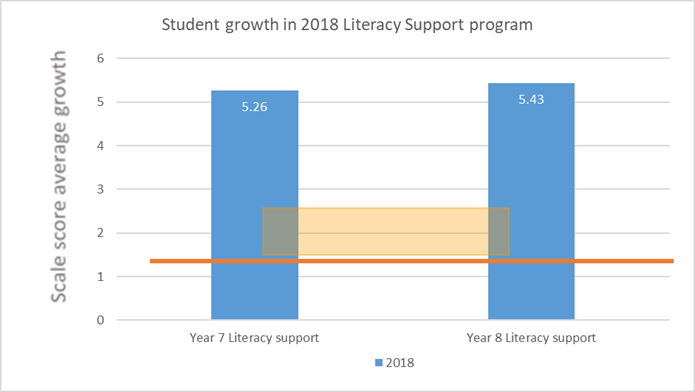 Student growth in 2018 Literacy Support program
Scale score average growth
6
5
4
3
2
1
0
5.26
5.43
Year 7 Literacy support
Year 8 Literacy support
2018